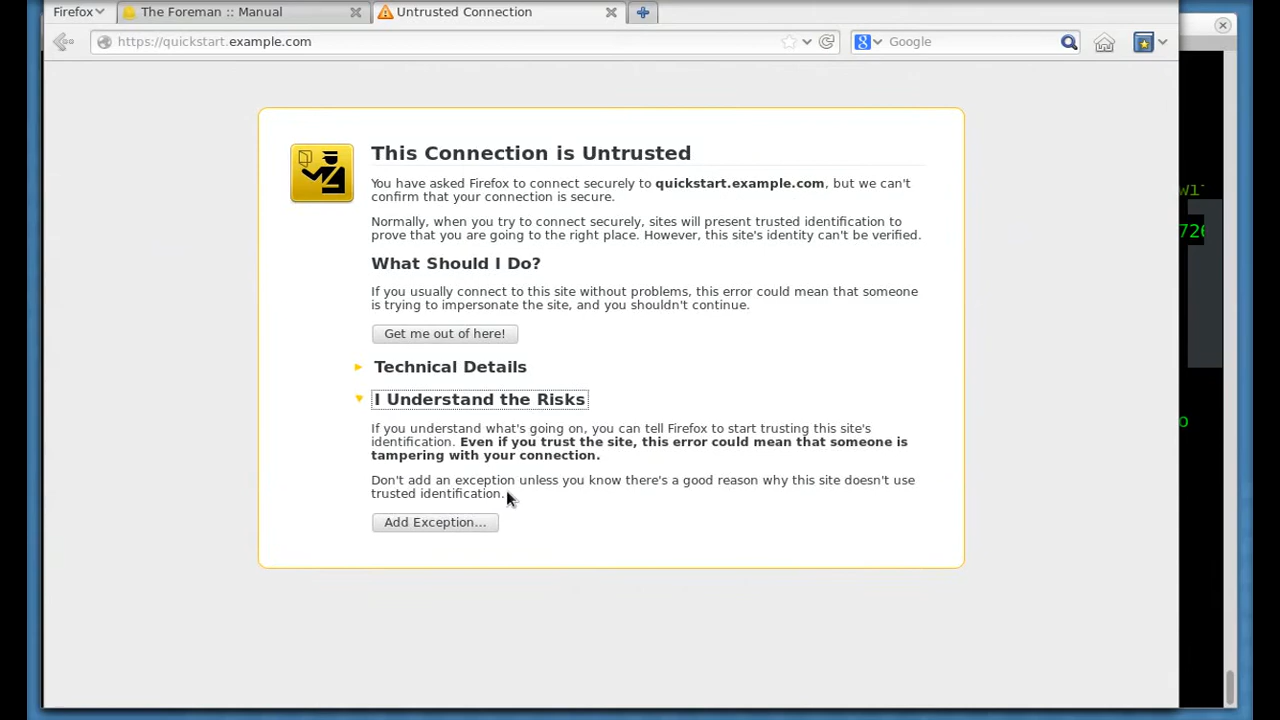 Firefox
The Foreman :: Manual
Untrusted Connection
https://quickstart.example.com
Google
This Connection is Untrusted
You have asked Firefox to connect securely to quickstart.example.com, but we can't
confirm that your connection is secure.
Normally, when you try to connect securely, sites will present trusted identification to
prove that you are going to the right place. However, this site's identity can't be verified.
What Should I Do?
If you usually connect to this site without problems, this error could mean that someone
is trying to impersonate the site, and you shouldn't continue.
Get me out of here!
Technical Details
I Understand the Risks
If you understand what's going on, you can tell Firefox to start trusting this site's
identification. Even if you trust the site, this error could mean that someone is
tampering with your connection.
Don't add an exception unless you know there's a good reason why this site doesn't use
trusted identification.
Add Exception...